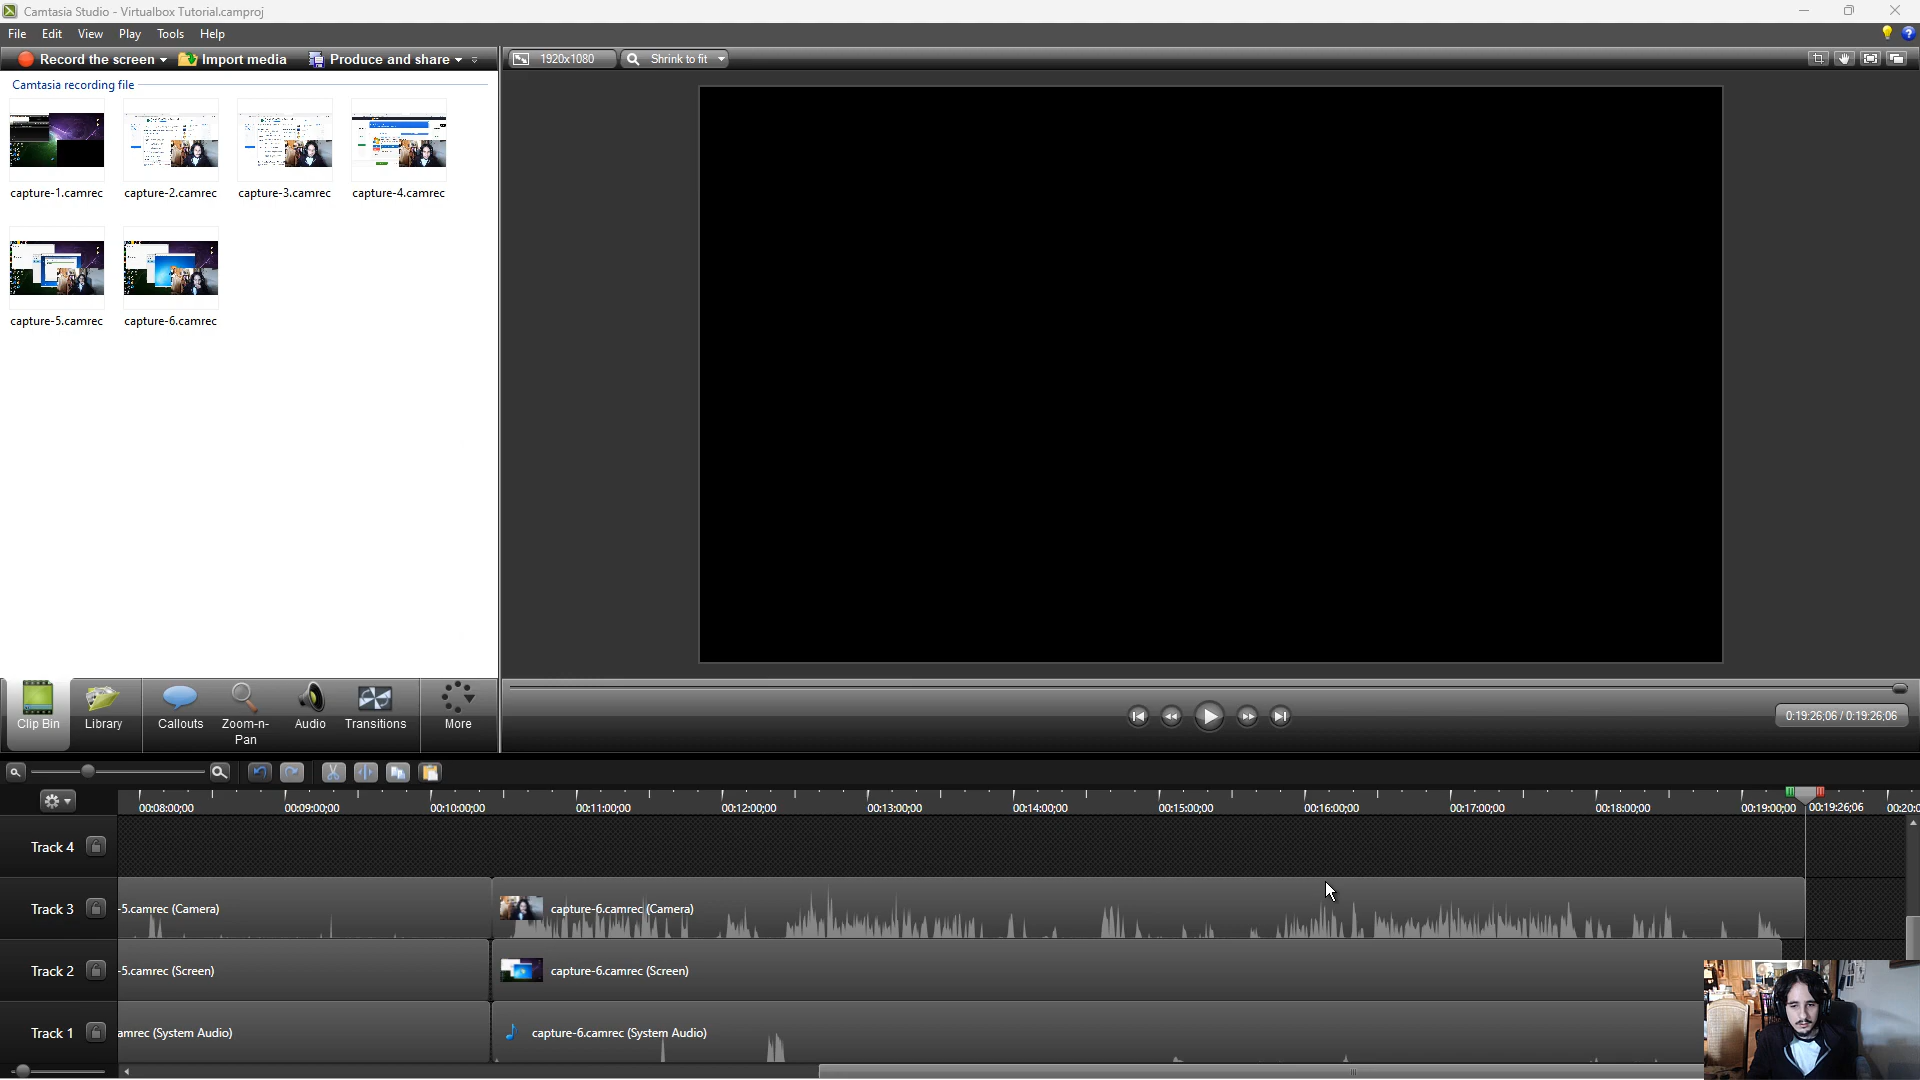 Camtasia Studio - Virtualbox Tutorial.camproj
File Edit View Play Tools Help
Record the screen Import media Produce and share 1920x1080 Shrink to fit
Camtasia recording file
capture-1.camrec capture-2.camrec capture-3.camrec capture-4.camrec
capture-5.camrec capture-6.camrec
Clip Bin Library Callouts Zoom-n-Pan Audio Transitions More
0:19:26;06 / 0:19:26;06
00:08:00;00 00:09:00;00 00:10:00;00 00:11:00;00 00:12:00;00 00:13:00;00 00:14:00;00 00:15:00;00 00:16:00;00 00:17:00;00 00:18:00;00 00:19:00;00 00:19:26;06 00:20:0
Track 4
Track 3 -5.camrec (Camera) capture-6.camrec (Camera)
Track 2 -5.camrec (Screen) capture-6.camrec (Screen)
Track 1 amrec (System Audio) capture-6.camrec (System Audio)